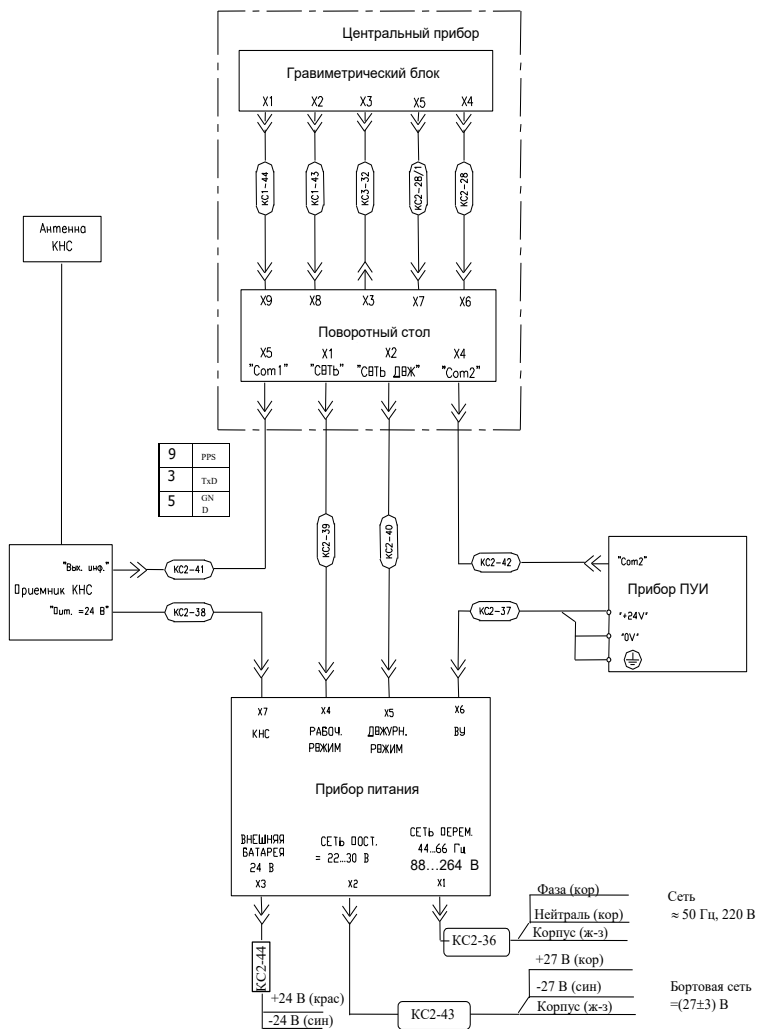 Центральный прибор
Гравиметрический блок
X1 X2 X3 X5 X4
КС1-44 КС1-43 КС3-32 КС2-28/1 КС2-28
Антенна
КНС
X9 X8 X3 X7 X6
Поворотный стол
X5 X1 X2 X4
"Com1" "СВТЬ" "СВТЬ ДВЖ" "Com2"
9 PPS
3 TxD
5 GN
D
КС2-39 КС2-40
"Вых. инф." КС2-41 КС2-42 "Com2"
Приемник КНС
Прибор ПУИ
"Пит. =24 В" КС2-38 КС2-37 "+24V"
"0V"
X7 X4 X5 X6
КНС РАБОЧ. ДВЖУРН. ВУ
РВЖИМ РВЖИМ
Прибор питания
ВНЕШНЯЯ СЕТЬ ПОСТ. СЕТЬ ПЕРЕМ.
БАТАРЕЯ = 22...30 В 44...66 Гц
24 В 88…264 В
X3 X2 X1
Фаза (кор) Сеть
Нейтраль (кор) ≈ 50 Гц, 220 В
КС2-36 Корпус (ж-з)
КС2-44
+27 В (кор)
-27 В (син) Бортовая сеть
+24 В (крас) КС2-43 Корпус (ж-з) =(27±3) В
-24 В (син)